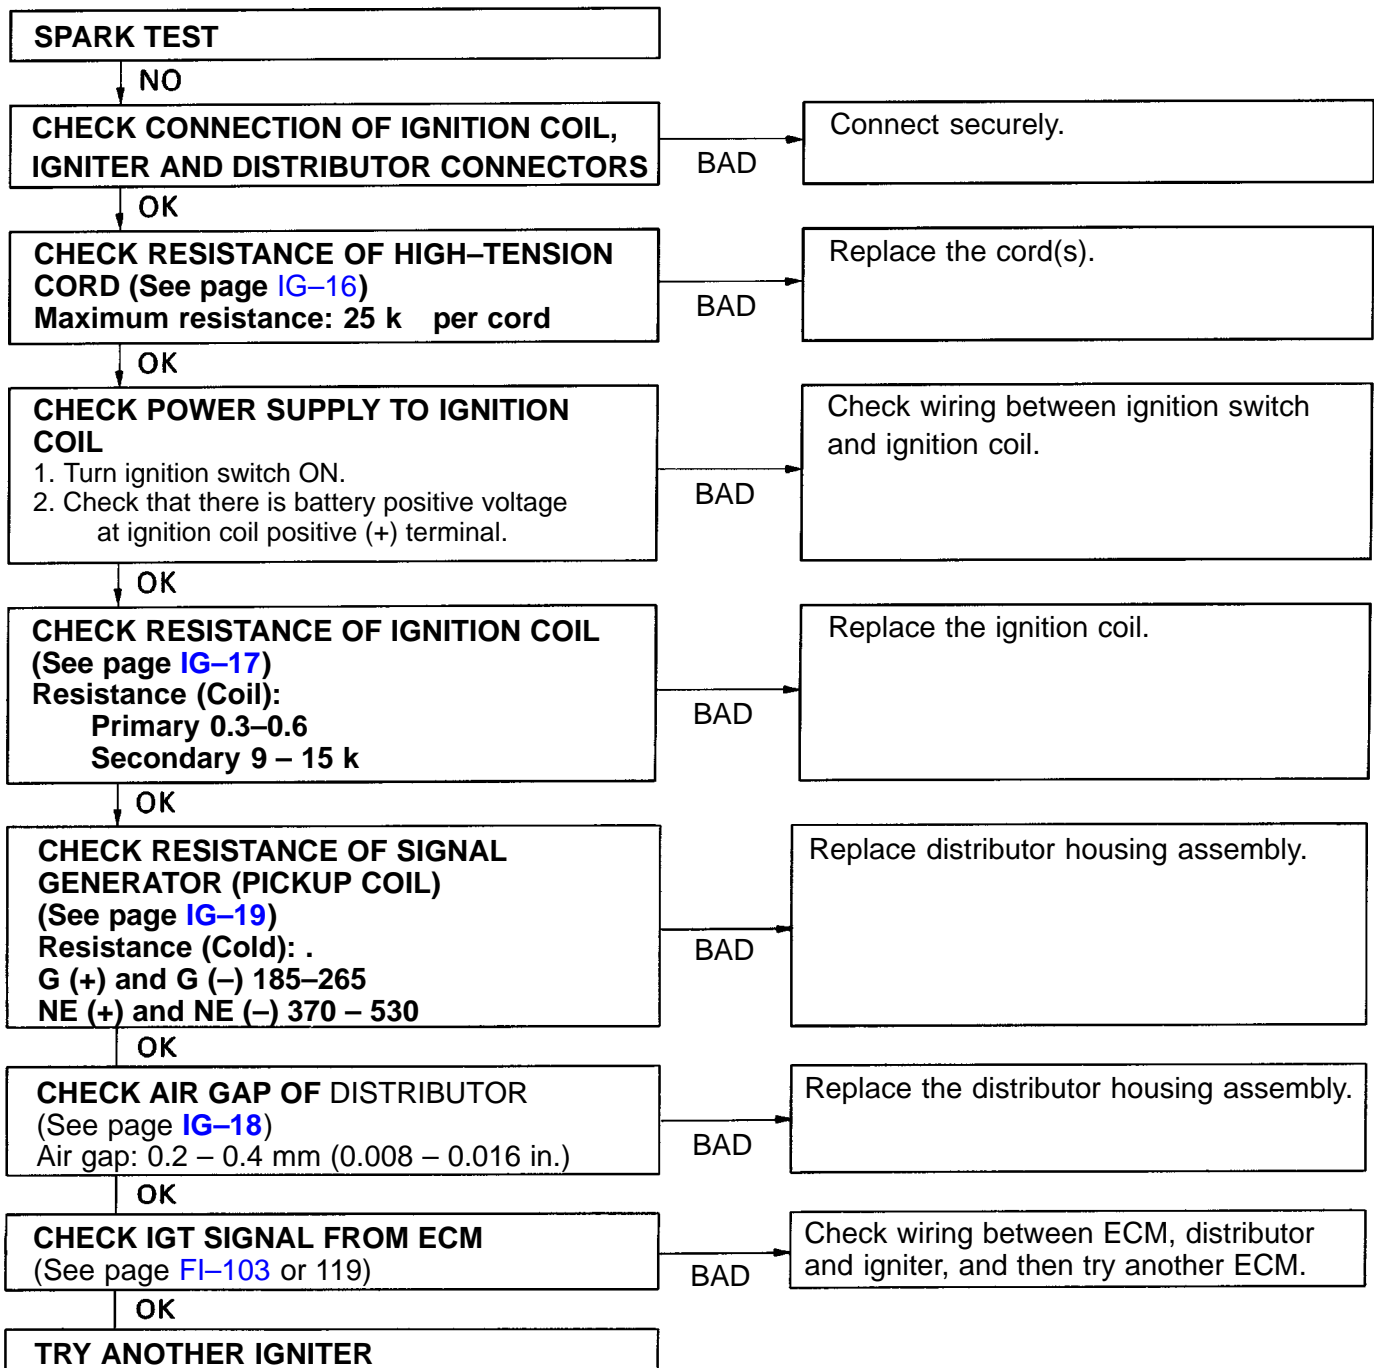 SPARK TEST
NO
CHECK CONNECTION OF IGNITION COIL,
IGNITER AND DISTRIBUTOR CONNECTORS
BAD
Connect securely.
OK
CHECK RESISTANCE OF HIGH–TENSION
CORD (See page IG–16)
Maximum resistance: 25 k per cord
BAD
Replace the cord(s).
OK
CHECK POWER SUPPLY TO IGNITION
COIL
1. Turn ignition switch ON.
2. Check that there is battery positive voltage
at ignition coil positive (+) terminal.
BAD
Check wiring between ignition switch
and ignition coil.
OK
CHECK RESISTANCE OF IGNITION COIL
(See page IG–17)
Resistance (Coil):
Primary 0.3–0.6
Secondary 9 – 15 k
BAD
Replace the ignition coil.
OK
CHECK RESISTANCE OF SIGNAL
GENERATOR (PICKUP COIL)
(See page IG–19)
Resistance (Cold): .
G (+) and G (–) 185–265
NE (+) and NE (–) 370 – 530
BAD
Replace distributor housing assembly.
OK
CHECK AIR GAP OF DISTRIBUTOR
(See page IG–18)
Air gap: 0.2 – 0.4 mm (0.008 – 0.016 in.)
BAD
Replace the distributor housing assembly.
OK
CHECK IGT SIGNAL FROM ECM
(See page FI–103 or 119)
BAD
Check wiring between ECM, distributor
and igniter, and then try another ECM.
OK
TRY ANOTHER IGNITER